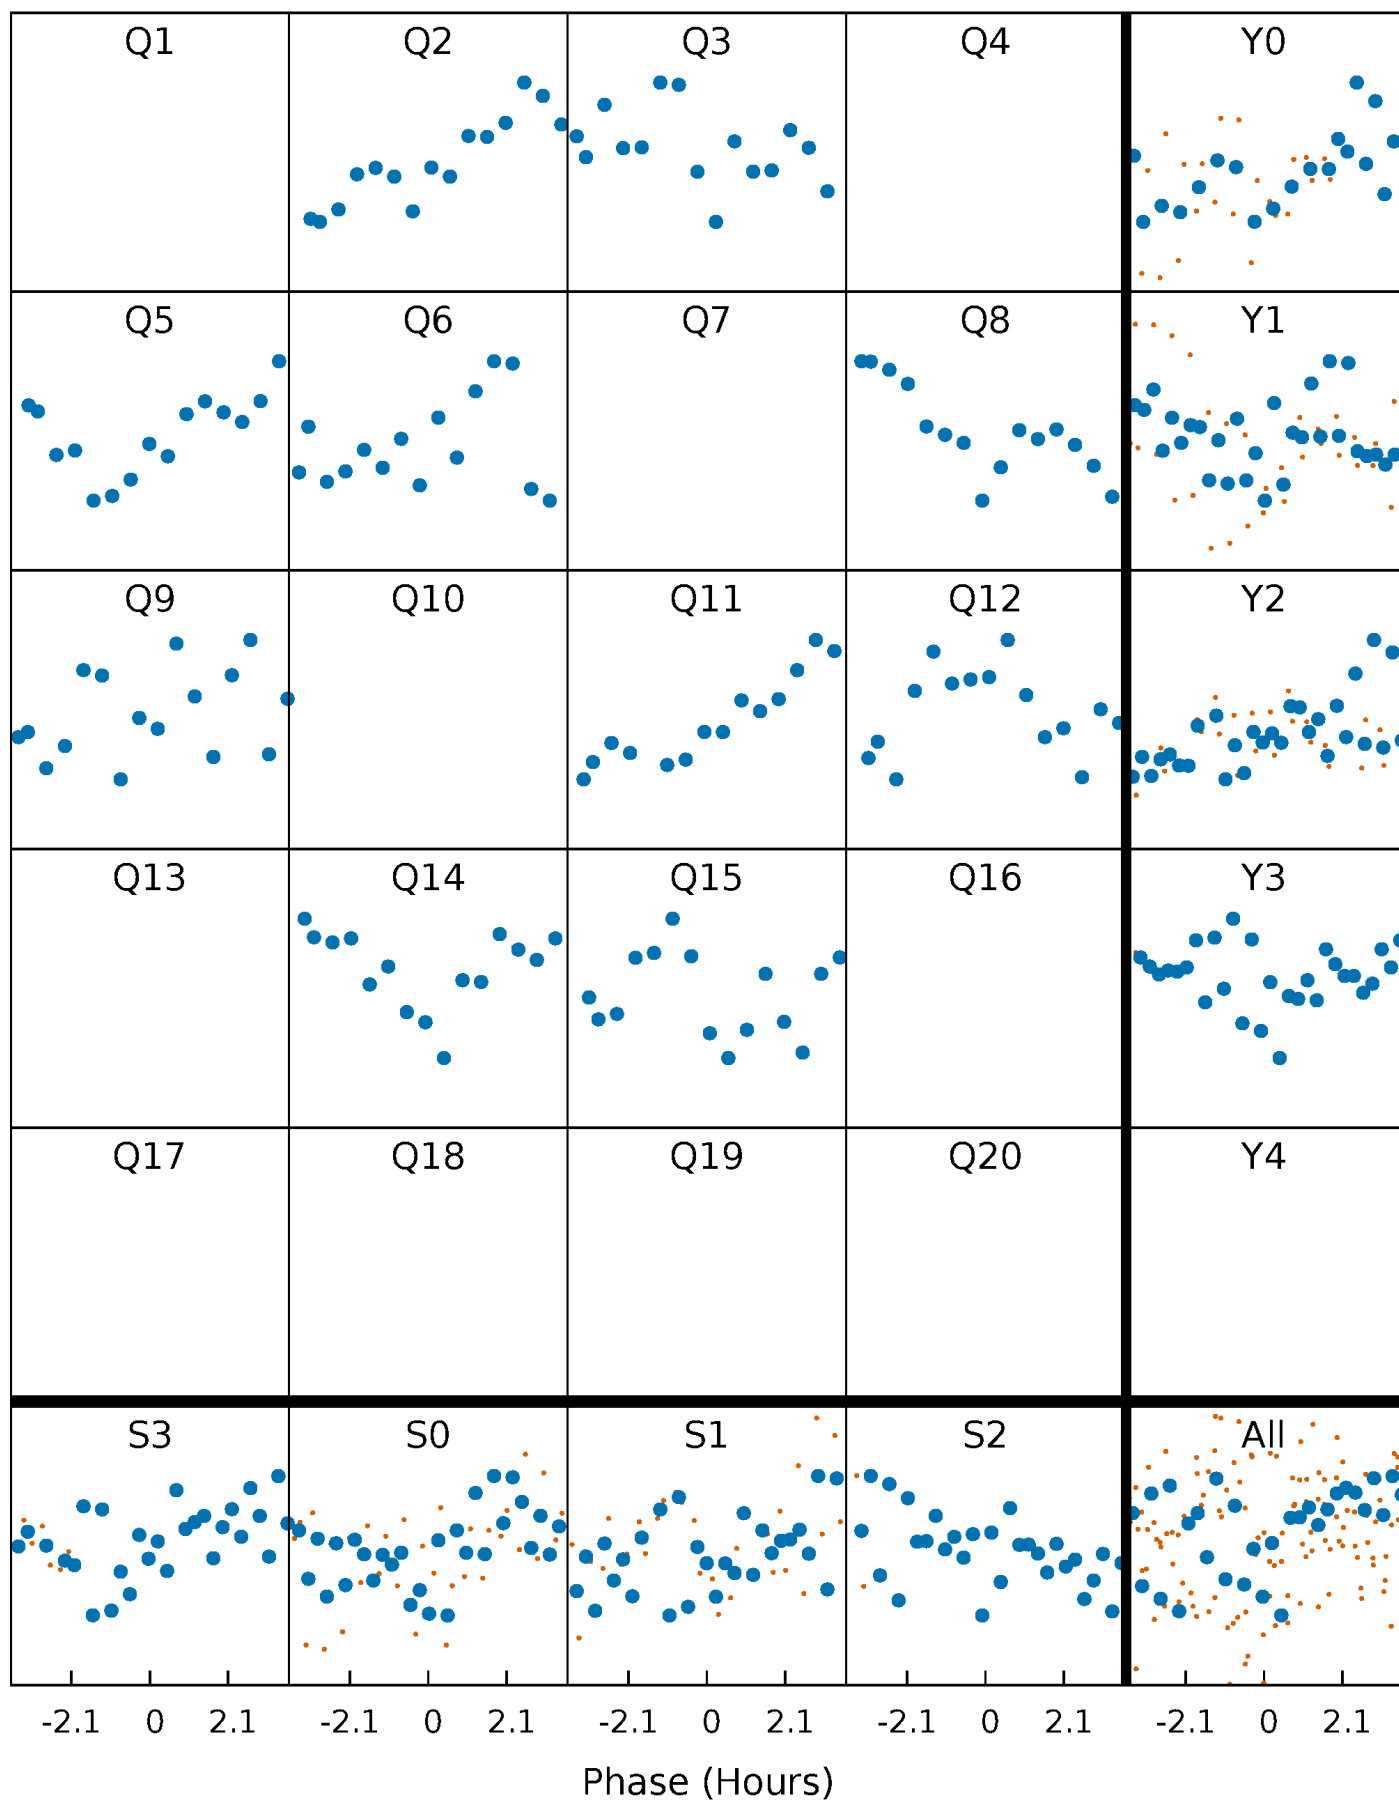 Q1 Q2 Q3 Q4 Y0
Q5 Q6 Q7 Q8 Y1
Q9 Q10 Q11 Q12 Y2
Q13 Q14 Q15 Q16 Y3
Q17 Q18 Q19 Q20 Y4
S3 S0 S1 S2 All
-2.1 0 2.1 -2.1 0 2.1 -2.1 0 2.1 -2.1 0 2.1 -2.1 0 2.1
Phase (Hours)